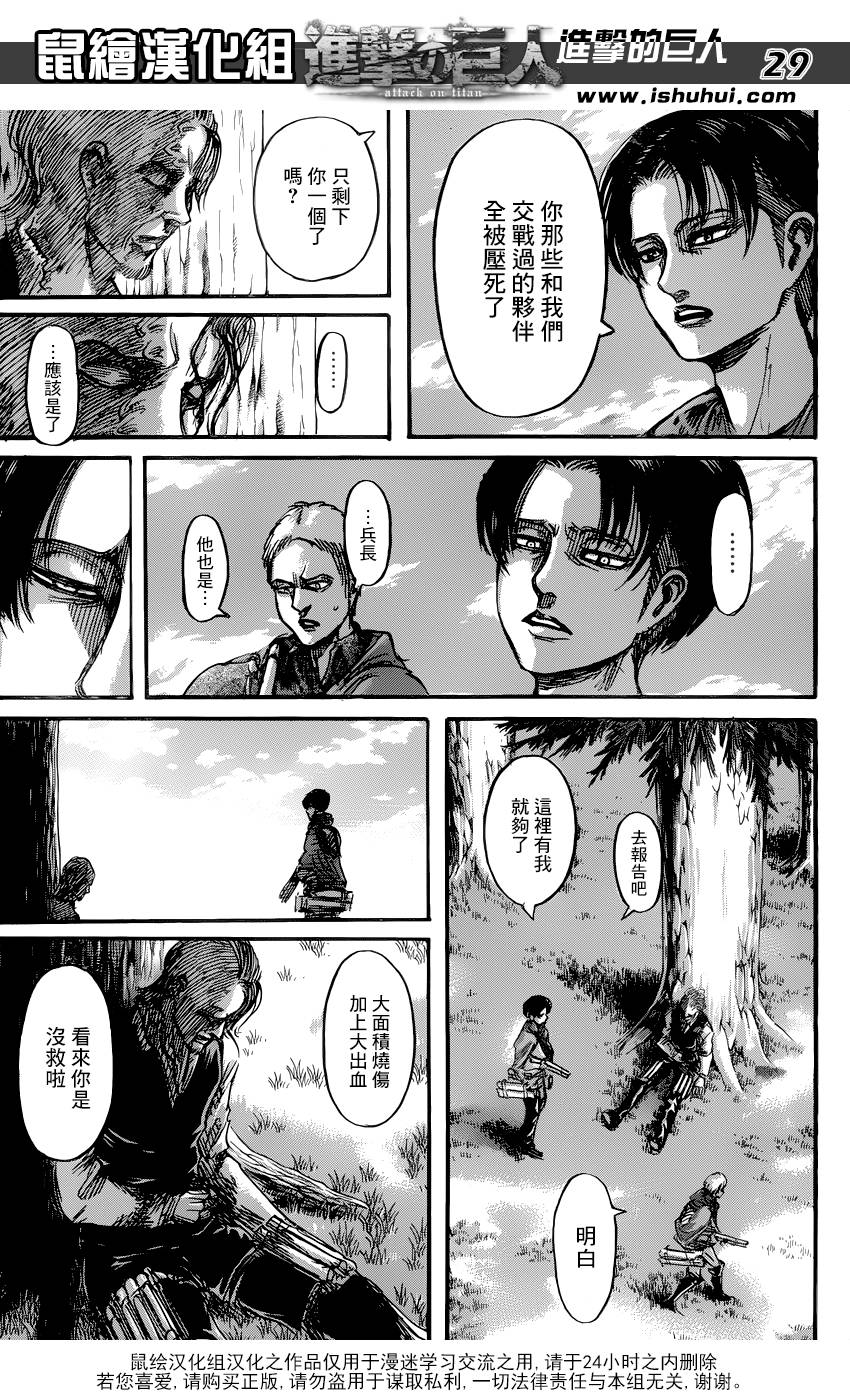 鼠繪漢化組
進撃の巨人
attack on titan
進擊的巨人
www.ishuhui.com
29
你那些和我們
交戰過的夥伴
全被壓死了
只剩下
你一個了
嗎？
……
…應該是了
……
…兵長
他也是…
去報告吧
這裡有我
就夠了
明白
大面積燒傷
加上大出血
看來你是
沒救啦
鼠绘汉化组汉化之作品仅用于漫迷学习交流之用, 请于24小时之内删除
若您喜爱, 请购买正版, 请勿用于谋取私利, 一切法律责任与本组无关, 谢谢。